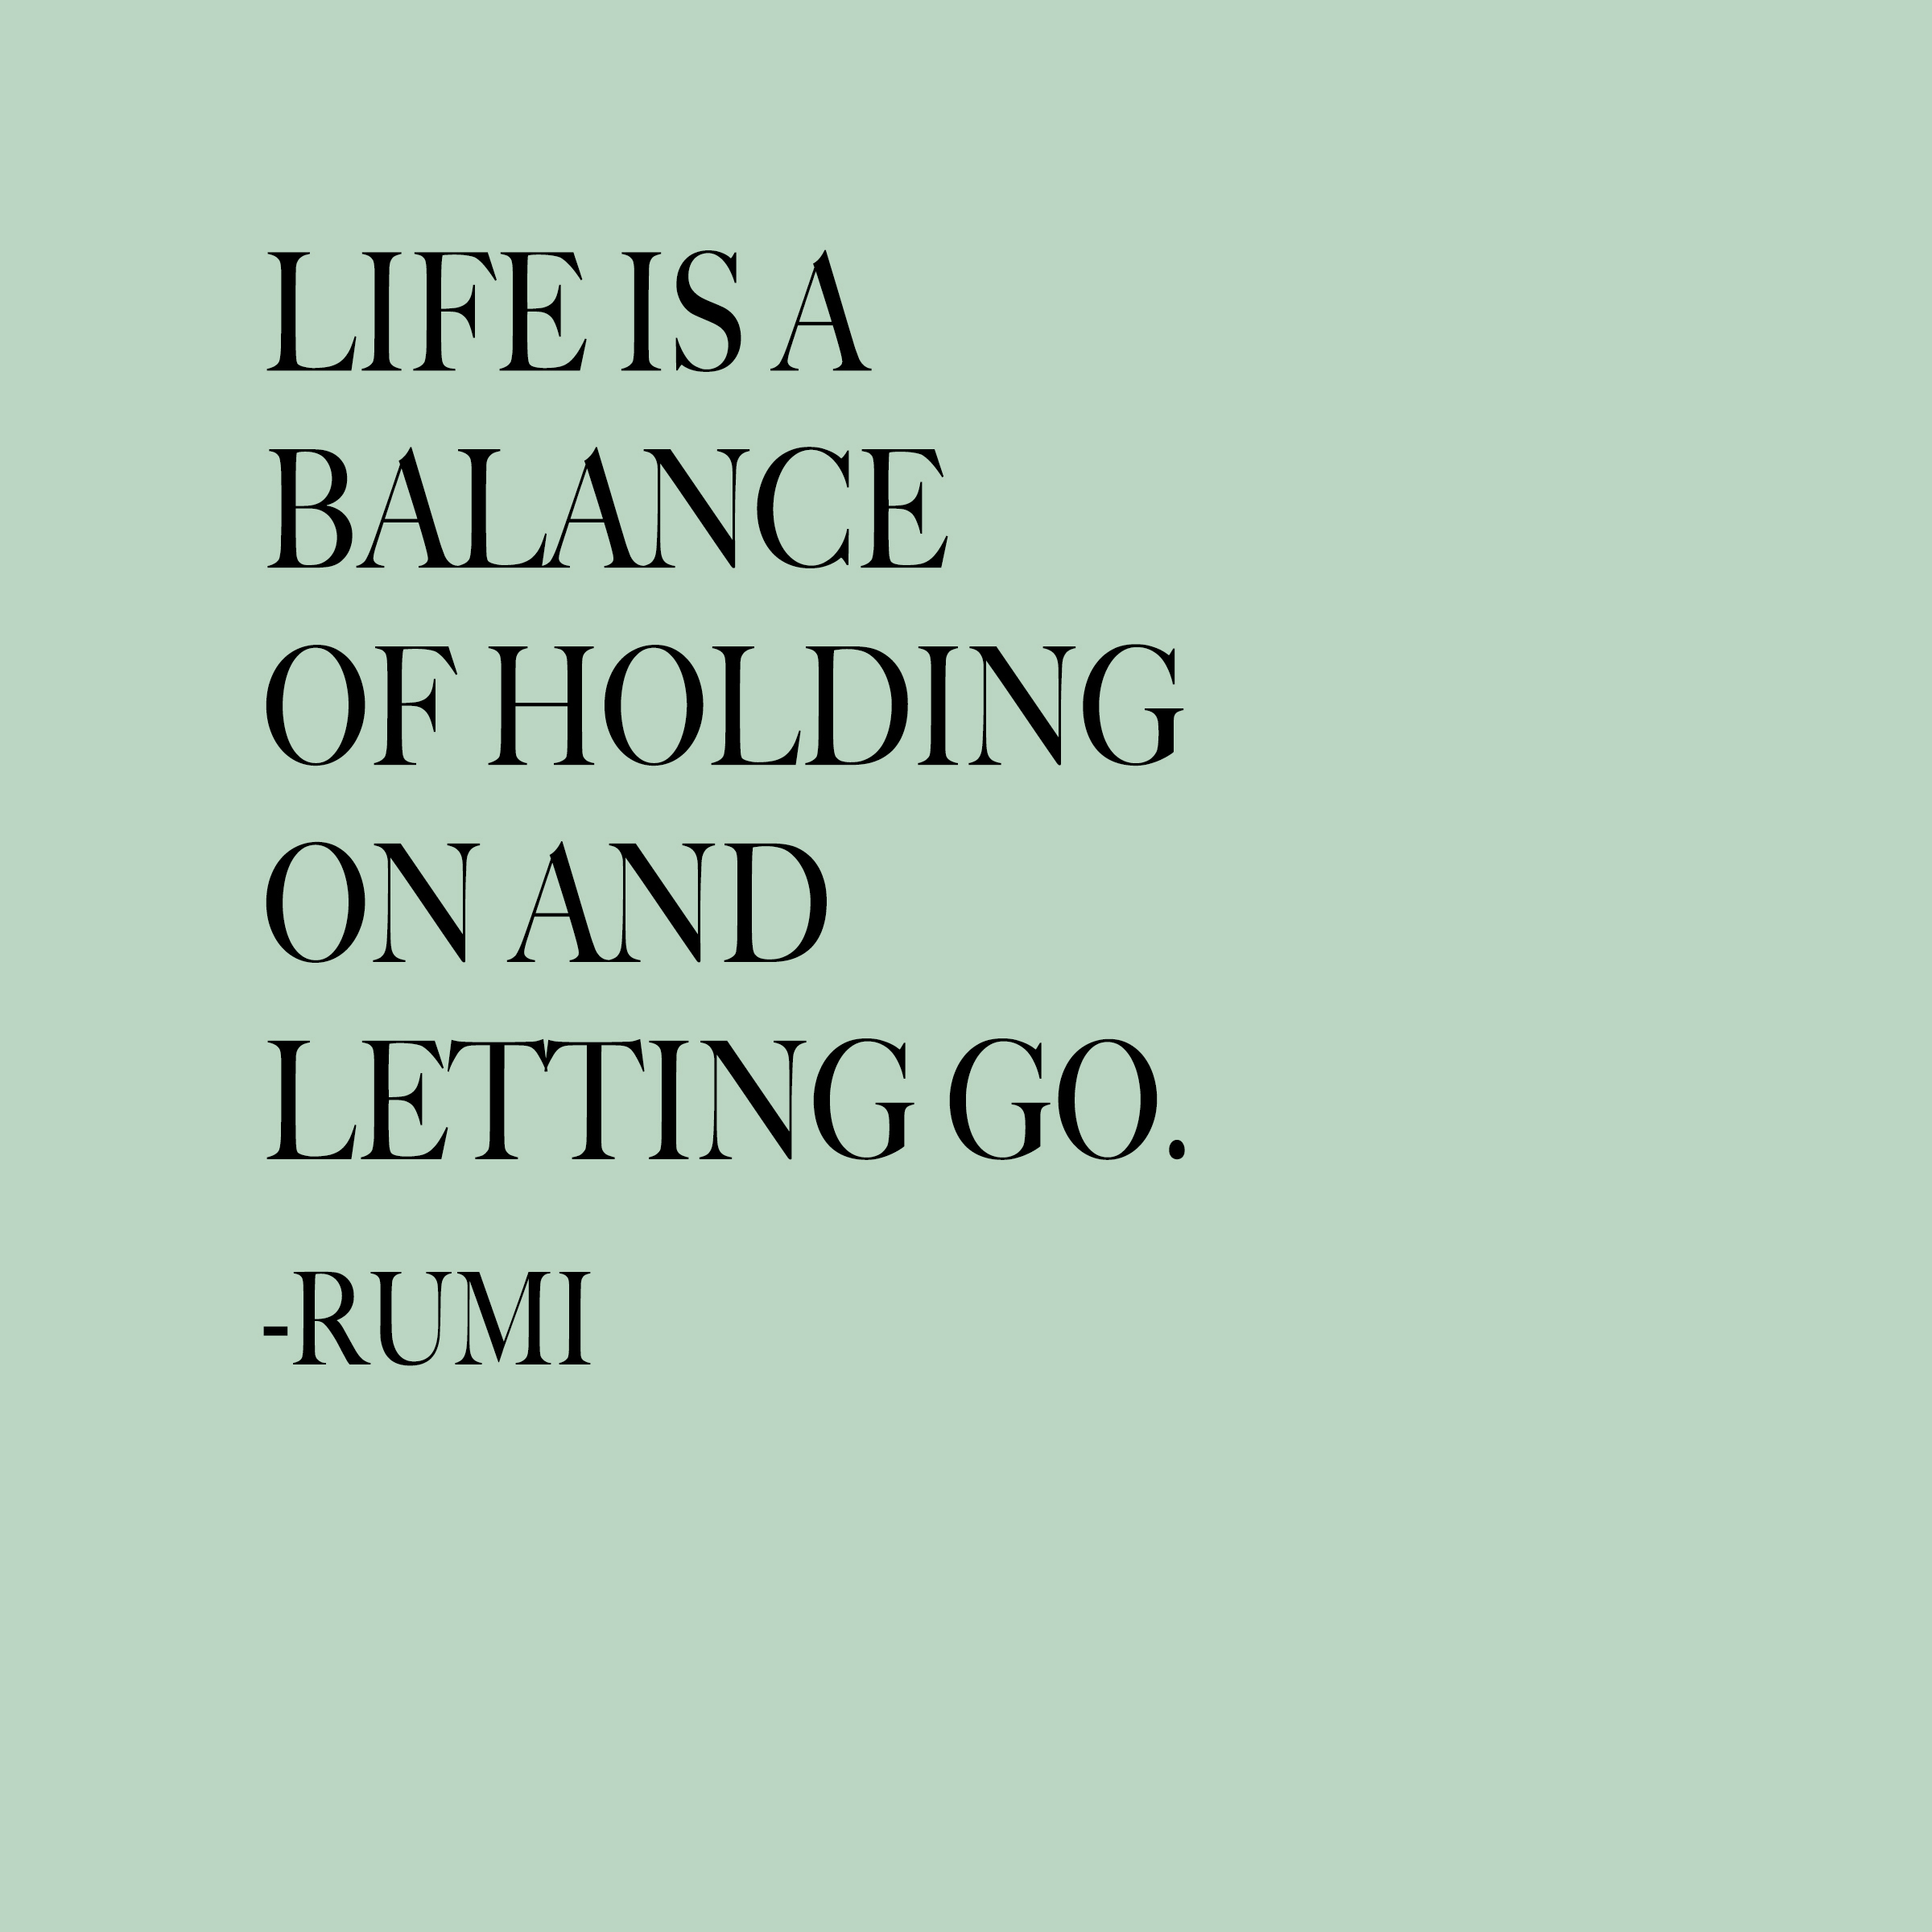 LIFE IS A
BALANCE
OF HOLDING
ON AND
LETTING GO.
-RUMI